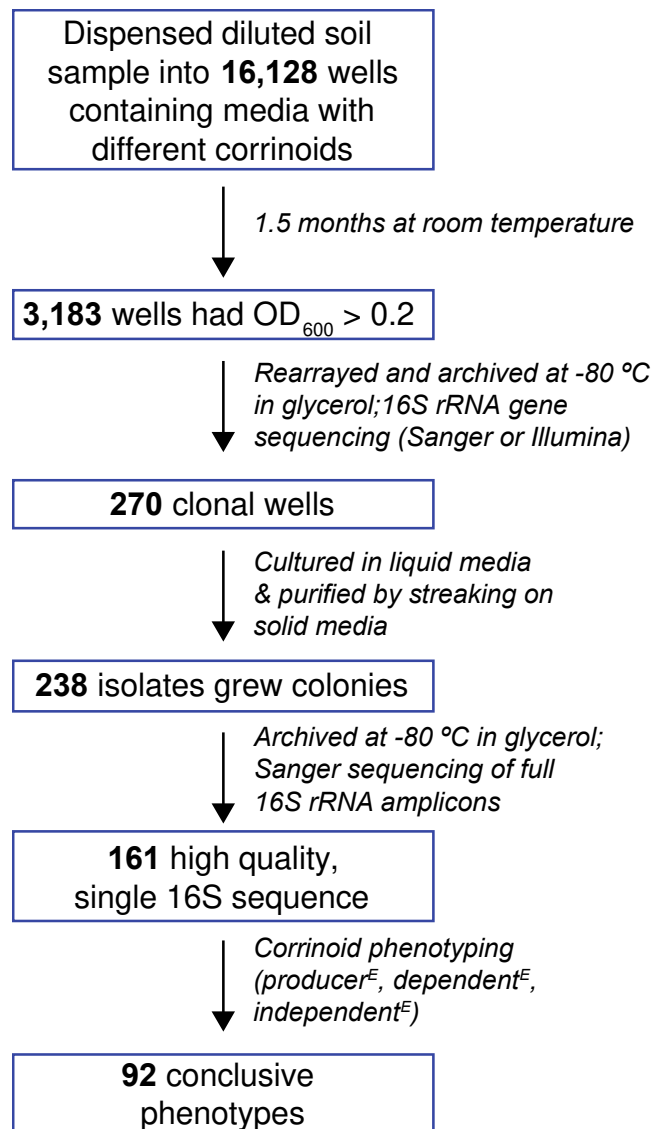 Dispensed diluted soil
sample into 16,128 wells
containing media with
different corrinoids
1.5 months at room temperature
3,183 wells had OD600 > 0.2
Rearrayed and archived at -80 ºC
in glycerol;16S rRNA gene
sequencing (Sanger or Illumina)
270 clonal wells
Cultured in liquid media
& purified by streaking on
solid media
238 isolates grew colonies
Archived at -80 ºC in glycerol;
Sanger sequencing of full
16S rRNA amplicons
161 high quality,
single 16S sequence
Corrinoid phenotyping
(producerE, dependentE,
independentE)
92 conclusive
phenotypes